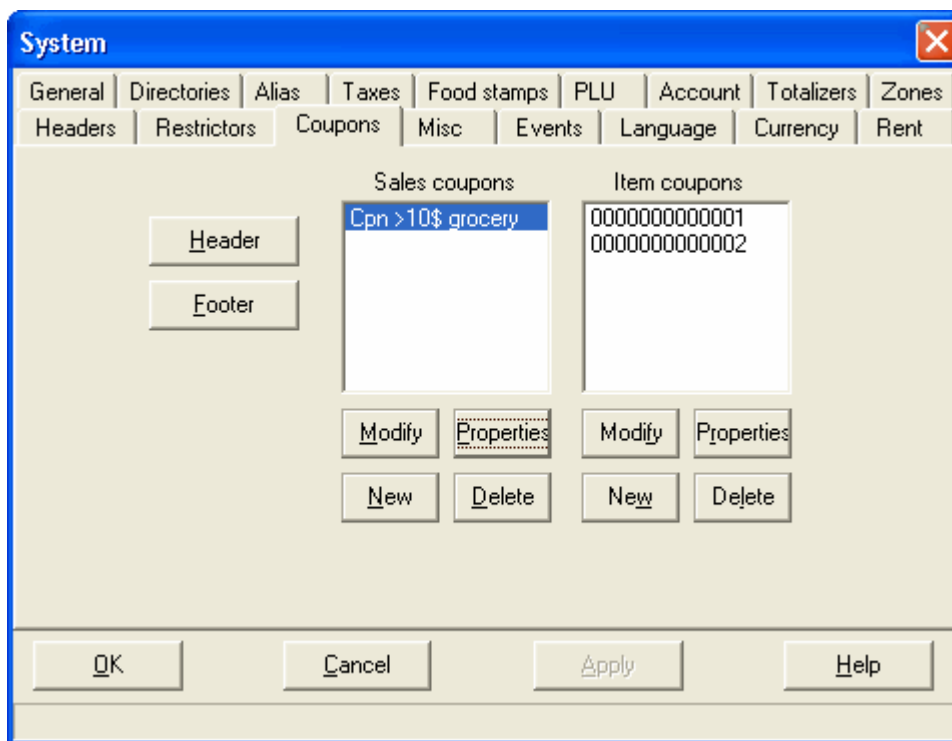 System
General Directories Alias Taxes Food stamps PLU Account Totalizers Zones
Headers Restrictors Coupons Misc Events Language Currency Rent
Sales coupons Item coupons
Cpn >10$ grocery 0000000000001
0000000000002
Header
Footer
Modify Properties Modify Properties
New Delete New Delete
OK Cancel Apply Help